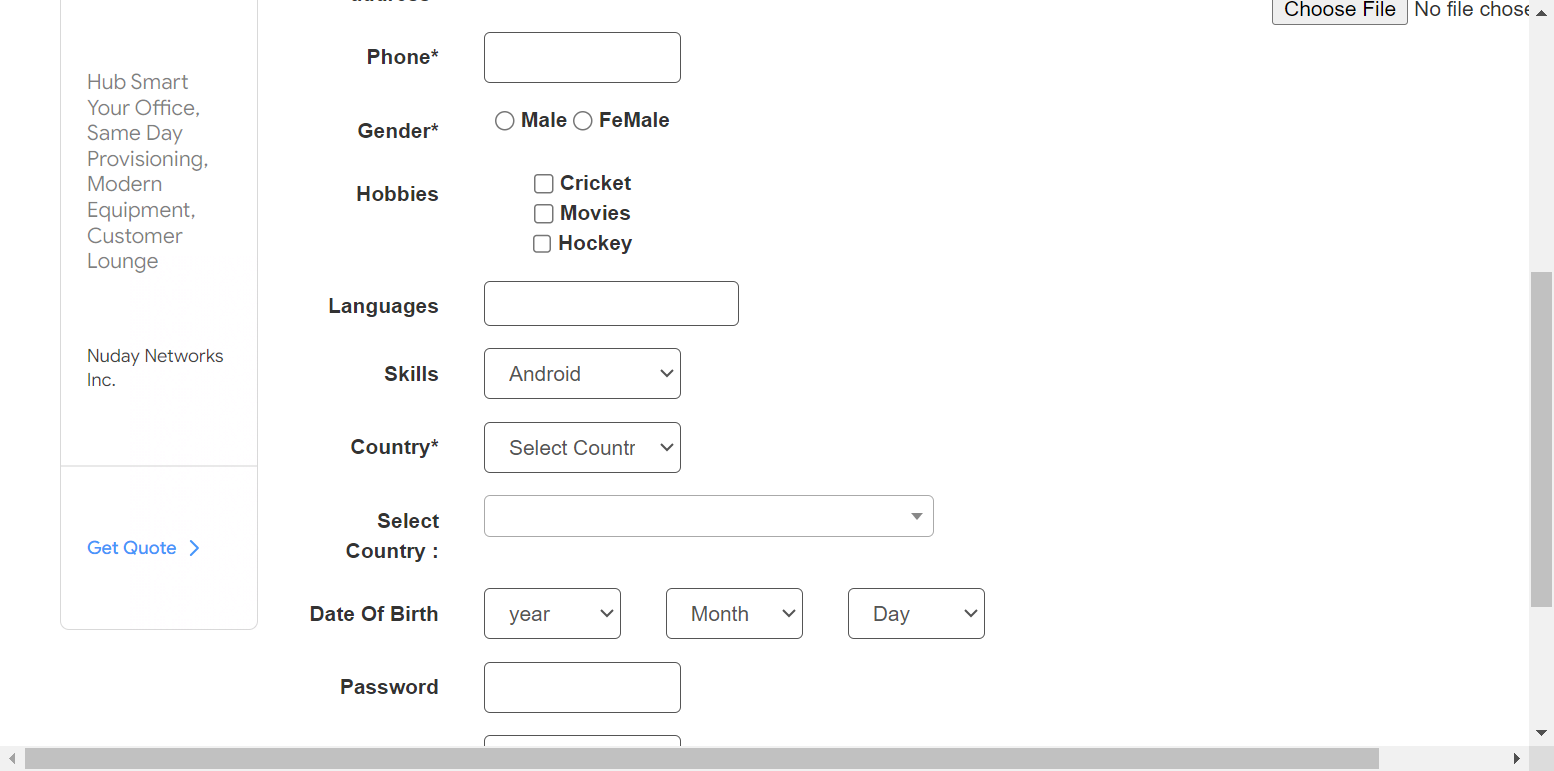 Choose File No file chose
Phone*
Gender*
Male FeMale
Hobbies
Cricket
Movies
Hockey
Languages
Skills
Android
Country*
Select Countr
Select
Country :
Date Of Birth
year
Month
Day
Password
Hub Smart
Your Office,
Same Day
Provisioning,
Modern
Equipment,
Customer
Lounge
Nuday Networks
Inc.
Get Quote